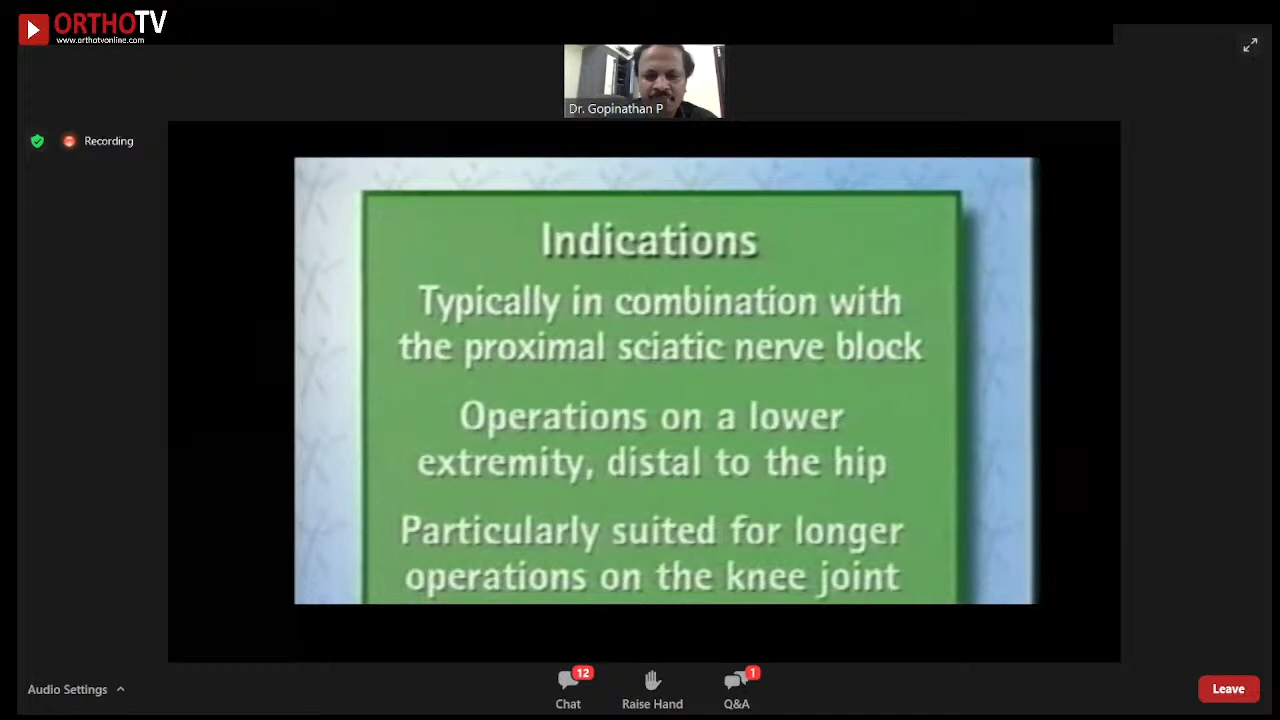 ORTHOTV
www.orthotvonline.com
Dr. Gopinathan P
Recording
Indications
Typically in combination with
the proximal sciatic nerve block
Operations on a lower
extremity, distal to the hip
Particularly suited for longer
operations on the knee joint
Audio Settings
12
Chat
Raise Hand
1
Q&A
Leave